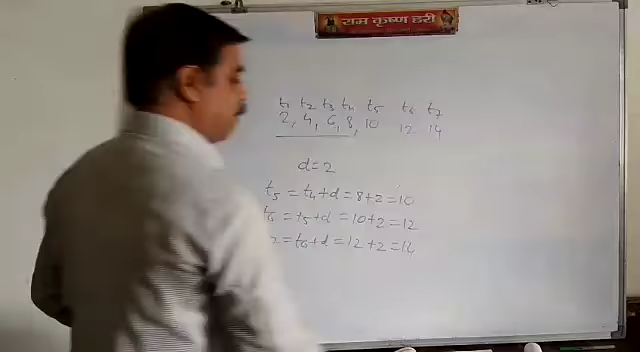 राम कृष्ण हरी
t₁ t₂ t₃ t₄ t₅ t₆ t₇
2, 4, 6, 8, 10 12 14
d=2
t₅ = t₄+d = 8+2 = 10
t₆ = t₅+d = 10+2 = 12
= t₆+d = 12+2 = 14